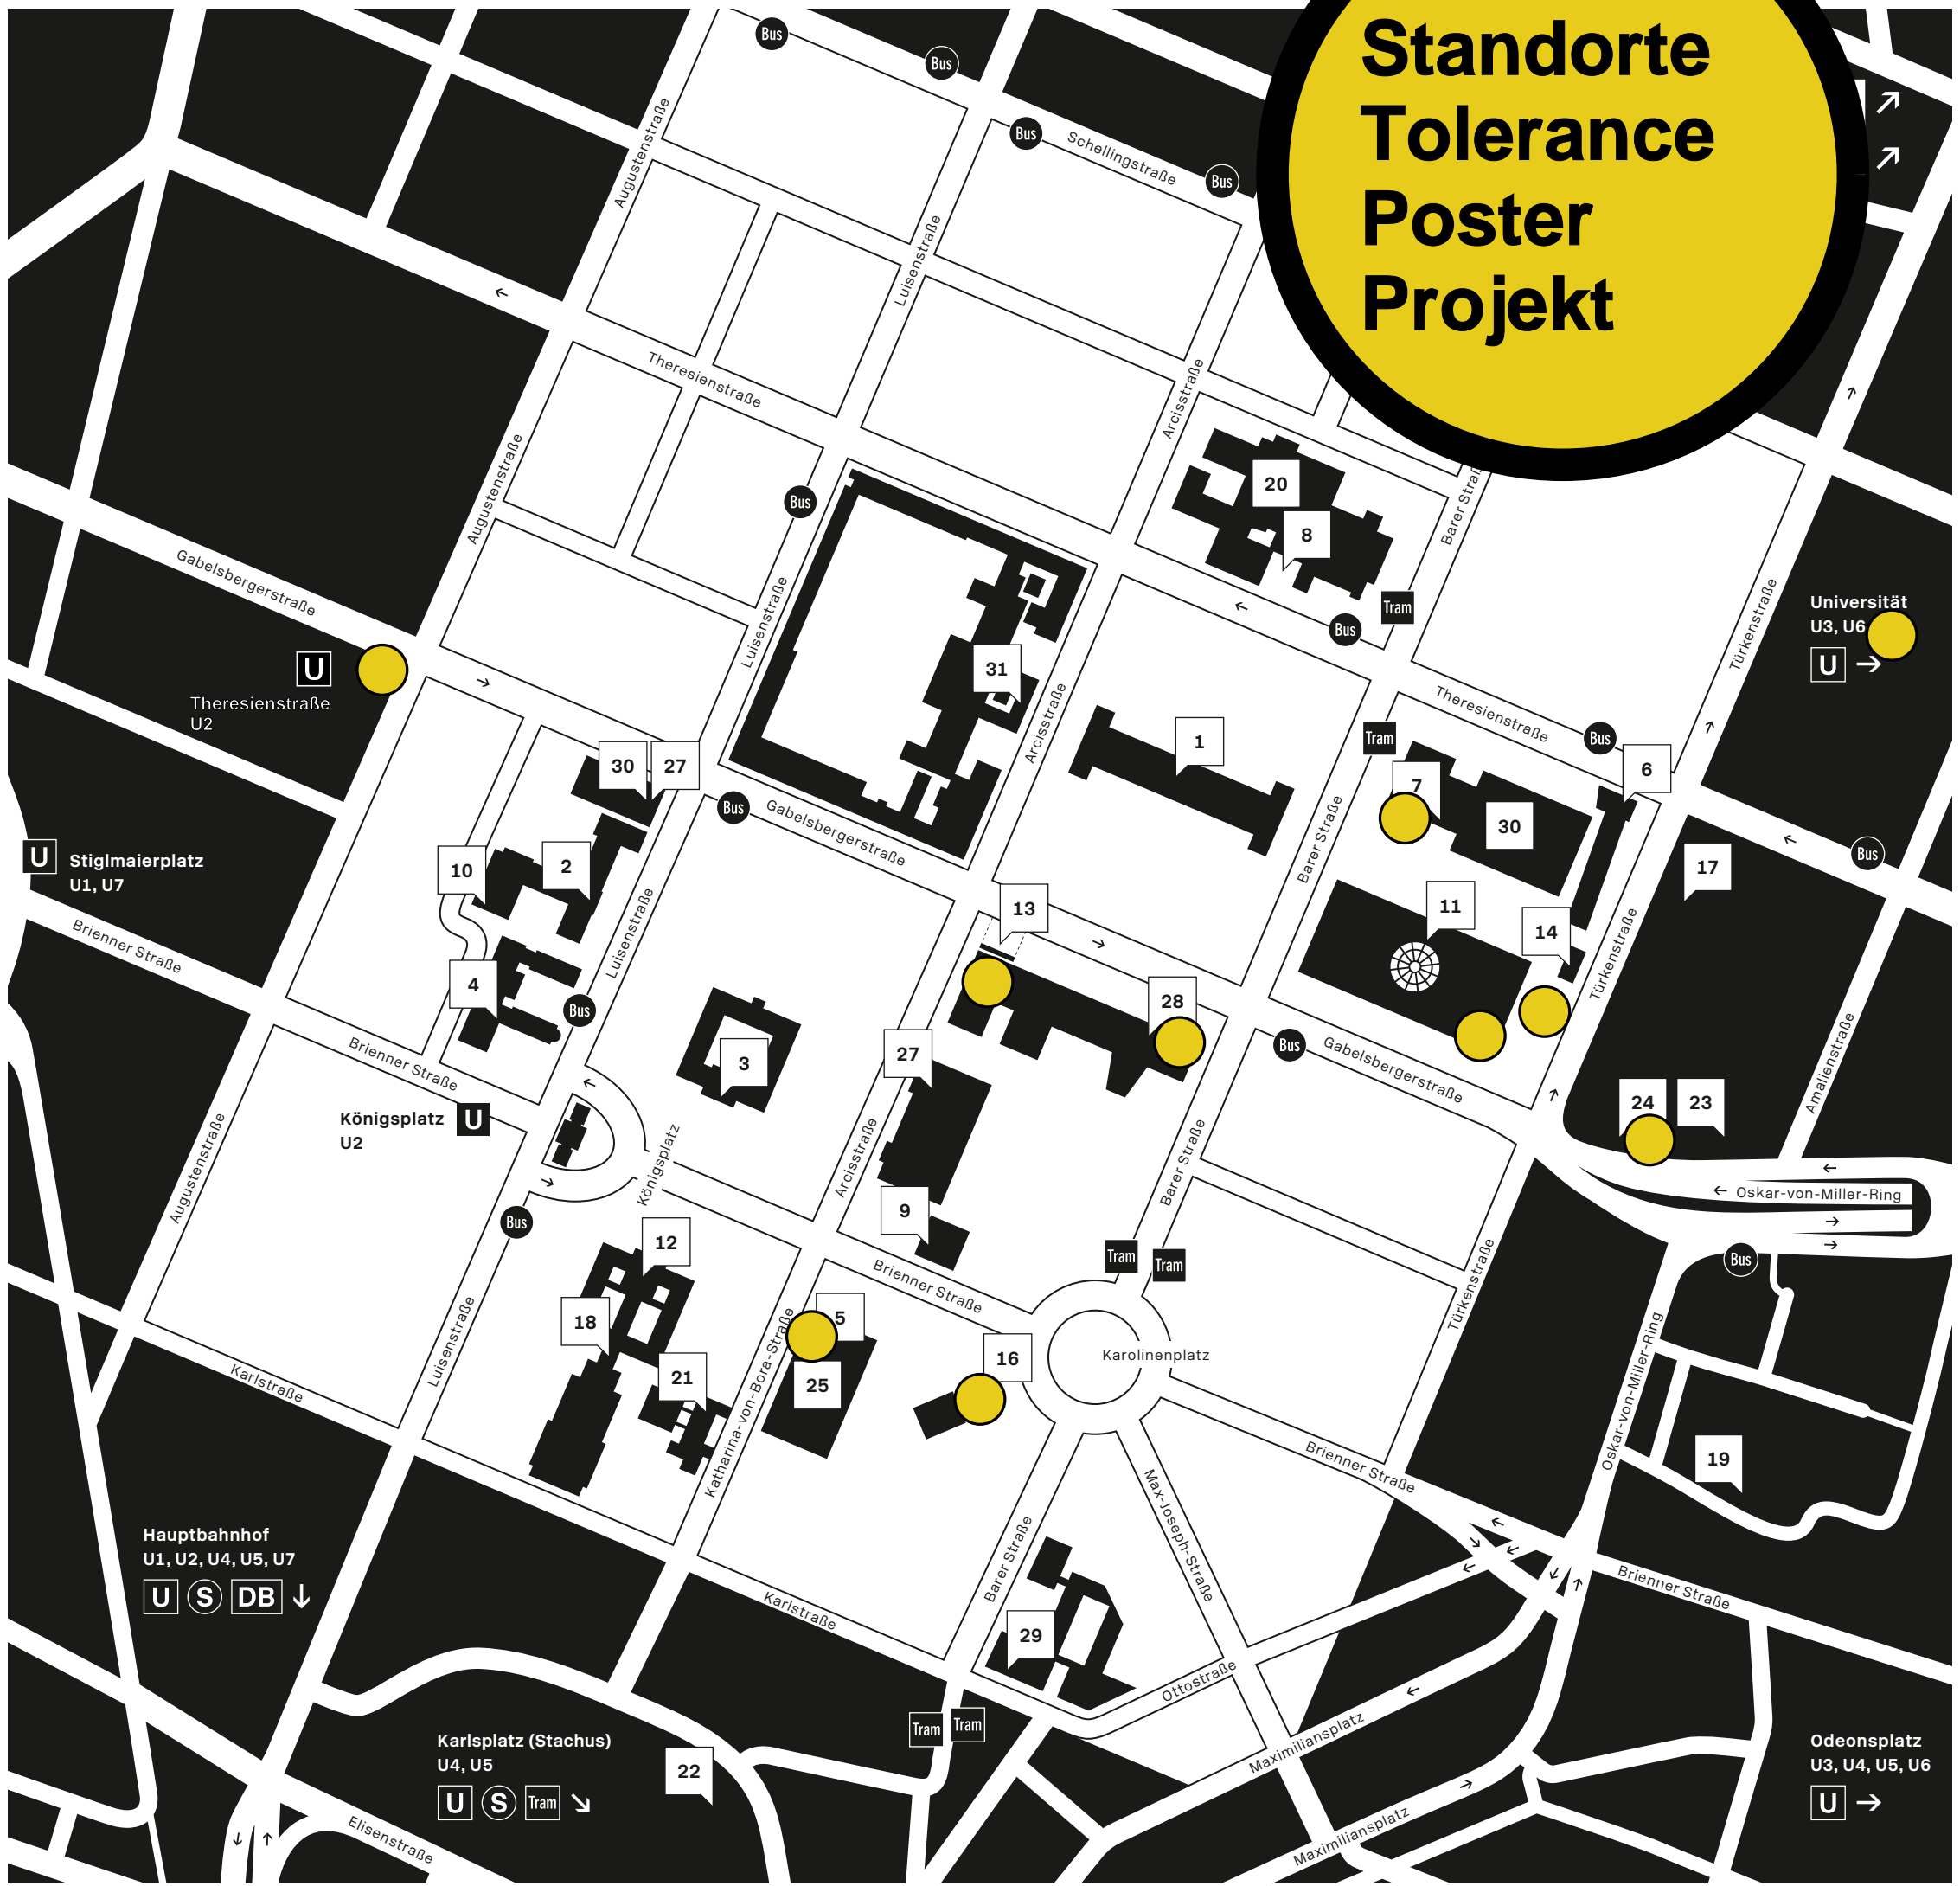 Standorte
Tolerance
Poster
Projekt
Bus
Bus
Bus
Schellingstraße
Bus
Augustenstraße
Luisenstraße
Theresienstraße
Arcisstraße
20
8
Barer Straß
Bus
Augustenstraße
Gabelsbergerstraße
U
Theresienstraße
U2
Luisenstraße
31
Arcisstraße
Tram
Bus
Universität
U3, U6
U
Türkenstraße
Theresienstraße
Bus
Tram
1
6
7
30
30
27
Bus
Gabelsbergerstraße
Barer Straße
17
Bus
U
Stiglmaierplatz
U1, U7
10
2
Luisenstraße
13
11
14
Türkenstraße
Brienner Straße
4
Bus
28
Brienner Straße
3
27
Bus
Gabelsbergerstraße
Amalienstraße
24
23
Königsplatz
U2
U
Augustenstraße
Königsplatz
Arcisstraße
Barer Straße
Oskar-von-Miller-Ring
9
Bus
12
Tram
Tram
Bus
Brienner Straße
Türkenstraße
18
5
16
Karolinenplatz
Oskar-von-Miller-Ring
Luisenstraße
Karlstraße
21
25
Katharina-von-Bora-Straße
Brienner Straße
19
Max-Joseph-Straße
Hauptbahnhof
U1, U2, U4, U5, U7
U
S
DB
Karlstraße
Barer Straße
29
Brienner Straße
Ottostraße
Tram
Tram
Karlsplatz (Stachus)
U4, U5
U
S
Tram
22
Maximiliansplatz
Odeonsplatz
U3, U4, U5, U6
U
Elisenstraße
Maximiliansplatz